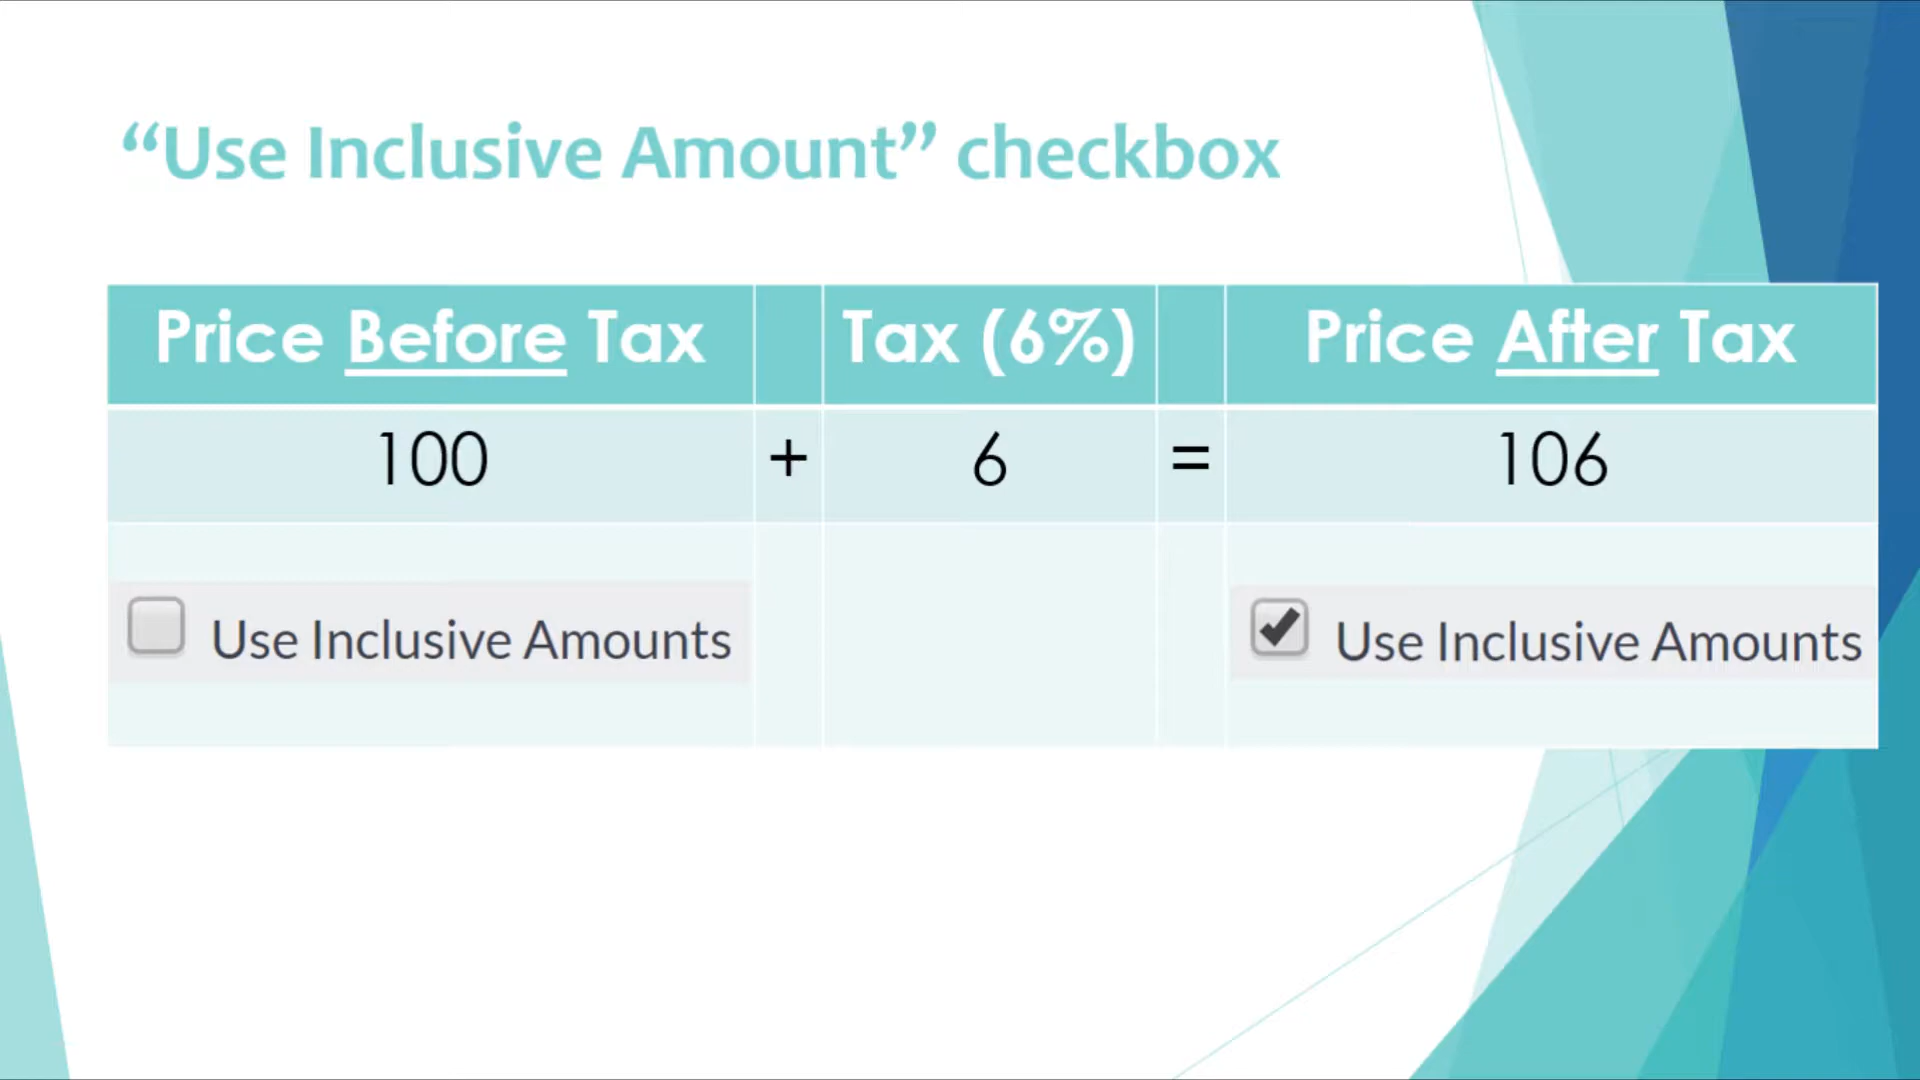 “Use Inclusive Amount” checkbox
Price Before Tax Tax (6%) Price After Tax
100 + 6 = 106
Use Inclusive Amounts Use Inclusive Amounts